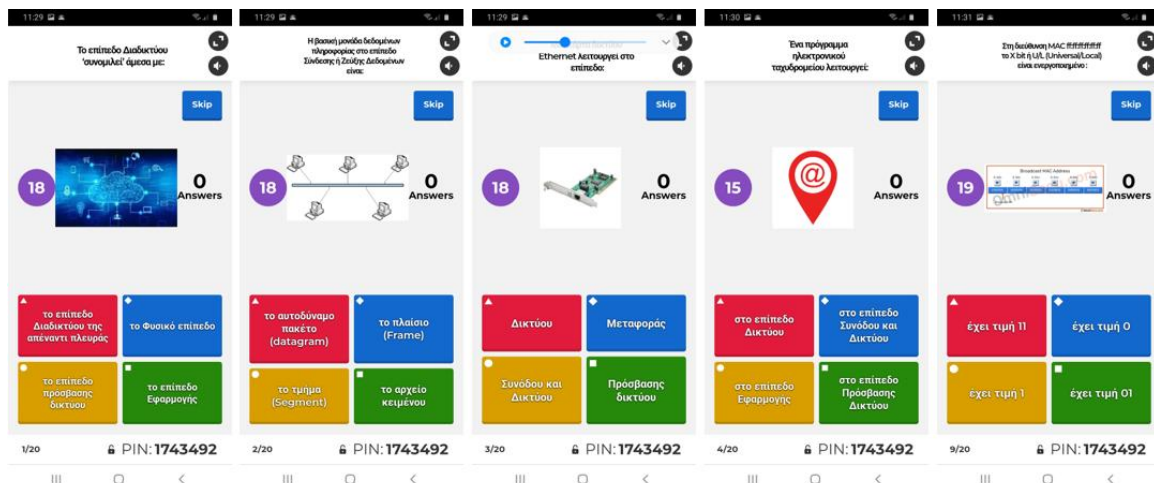 11:29
Το επίπεδο Διαδικτύου
'συνομιλεί' άμεσα με:
Skip
18
0
Answers
το επίπεδο
Διαδικτύου της
απέναντι πλευράς
το Φυσικό επίπεδο
το επίπεδο
πρόσβασης
δικτύου
το επίπεδο
Εφαρμογής
1/20
PIN: 1743492
11:29
Η βασική μονάδα δεδομένων
πληροφορίας στο επίπεδο
Σύνδεσης ή Ζεύξης Δεδομένων
είναι:
Skip
18
0
Answers
το αυτοδύναμο
πακέτο
(datagram)
το πλαίσιο
(Frame)
το τμήμα
(Segment)
το αρχείο
κειμένου
2/20
PIN: 1743492
11:29
Ethernet λειτουργεί στο
επίπεδο:
Skip
18
0
Answers
Δικτύου
Μεταφοράς
Συνόδου και
Δικτύου
Πρόσβασης
δικτύου
3/20
PIN: 1743492
11:30
Ένα πρόγραμμα
ηλεκτρονικού
ταχυδρομείου λειτουργεί:
Skip
15
0
Answers
@
στο επίπεδο
Δικτύου
στο επίπεδο
Συνόδου και
Δικτύου
στο επίπεδο
Εφαρμογής
στο επίπεδο
Πρόσβασης
Δικτύου
4/20
PIN: 1743492
11:31
Στη διεύθυνση MAC ff:ff:ff:ff:ff:ff
το Χ bit ή U/L (Universal/Local)
είναι ενεργοποιημένο :
Skip
19
Broadcast MAC Address
0
Answers
έχει τιμή 11
έχει τιμή 0
έχει τιμή 1
έχει τιμή 01
9/20
PIN: 1743492